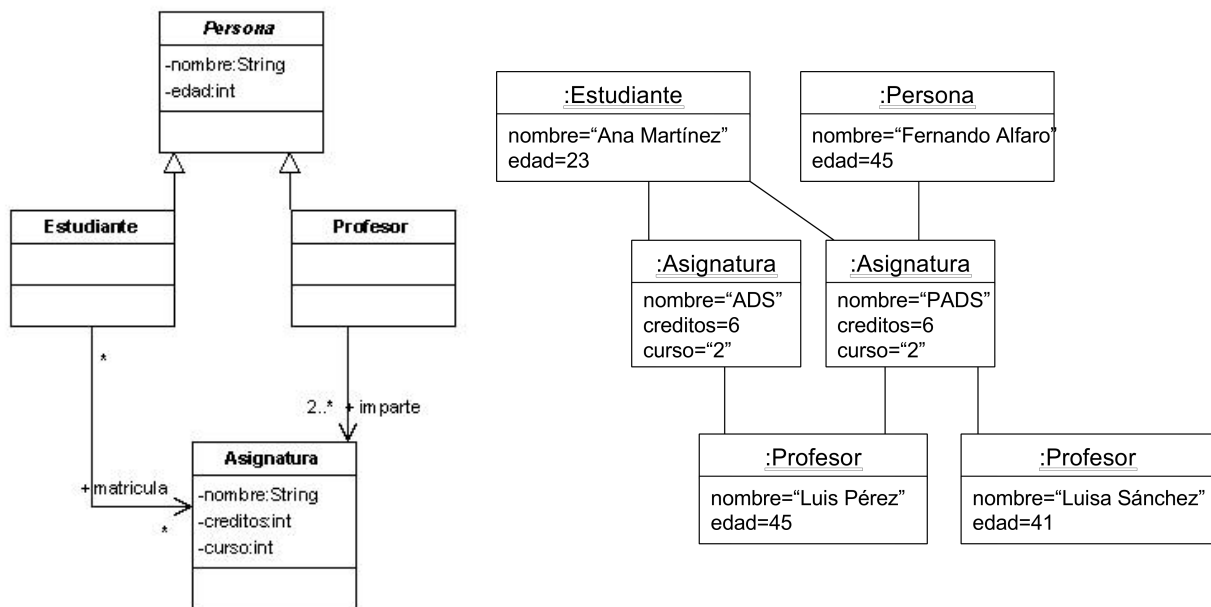 Persona
-nombre:String
-edad:int
Estudiante
Profesor
*
2..* + imparte
+ matricula
*
Asignatura
-nombre:String
-creditos:int
-curso:int
:Estudiante
nombre=“Ana Martínez”
edad=23
:Persona
nombre=“Fernando Alfaro”
edad=45
:Asignatura
nombre=“ADS”
creditos=6
curso=“2”
:Asignatura
nombre=“PADS”
creditos=6
curso=“2”
:Profesor
nombre=“Luis Pérez”
edad=45
:Profesor
nombre=“Luisa Sánchez”
edad=41